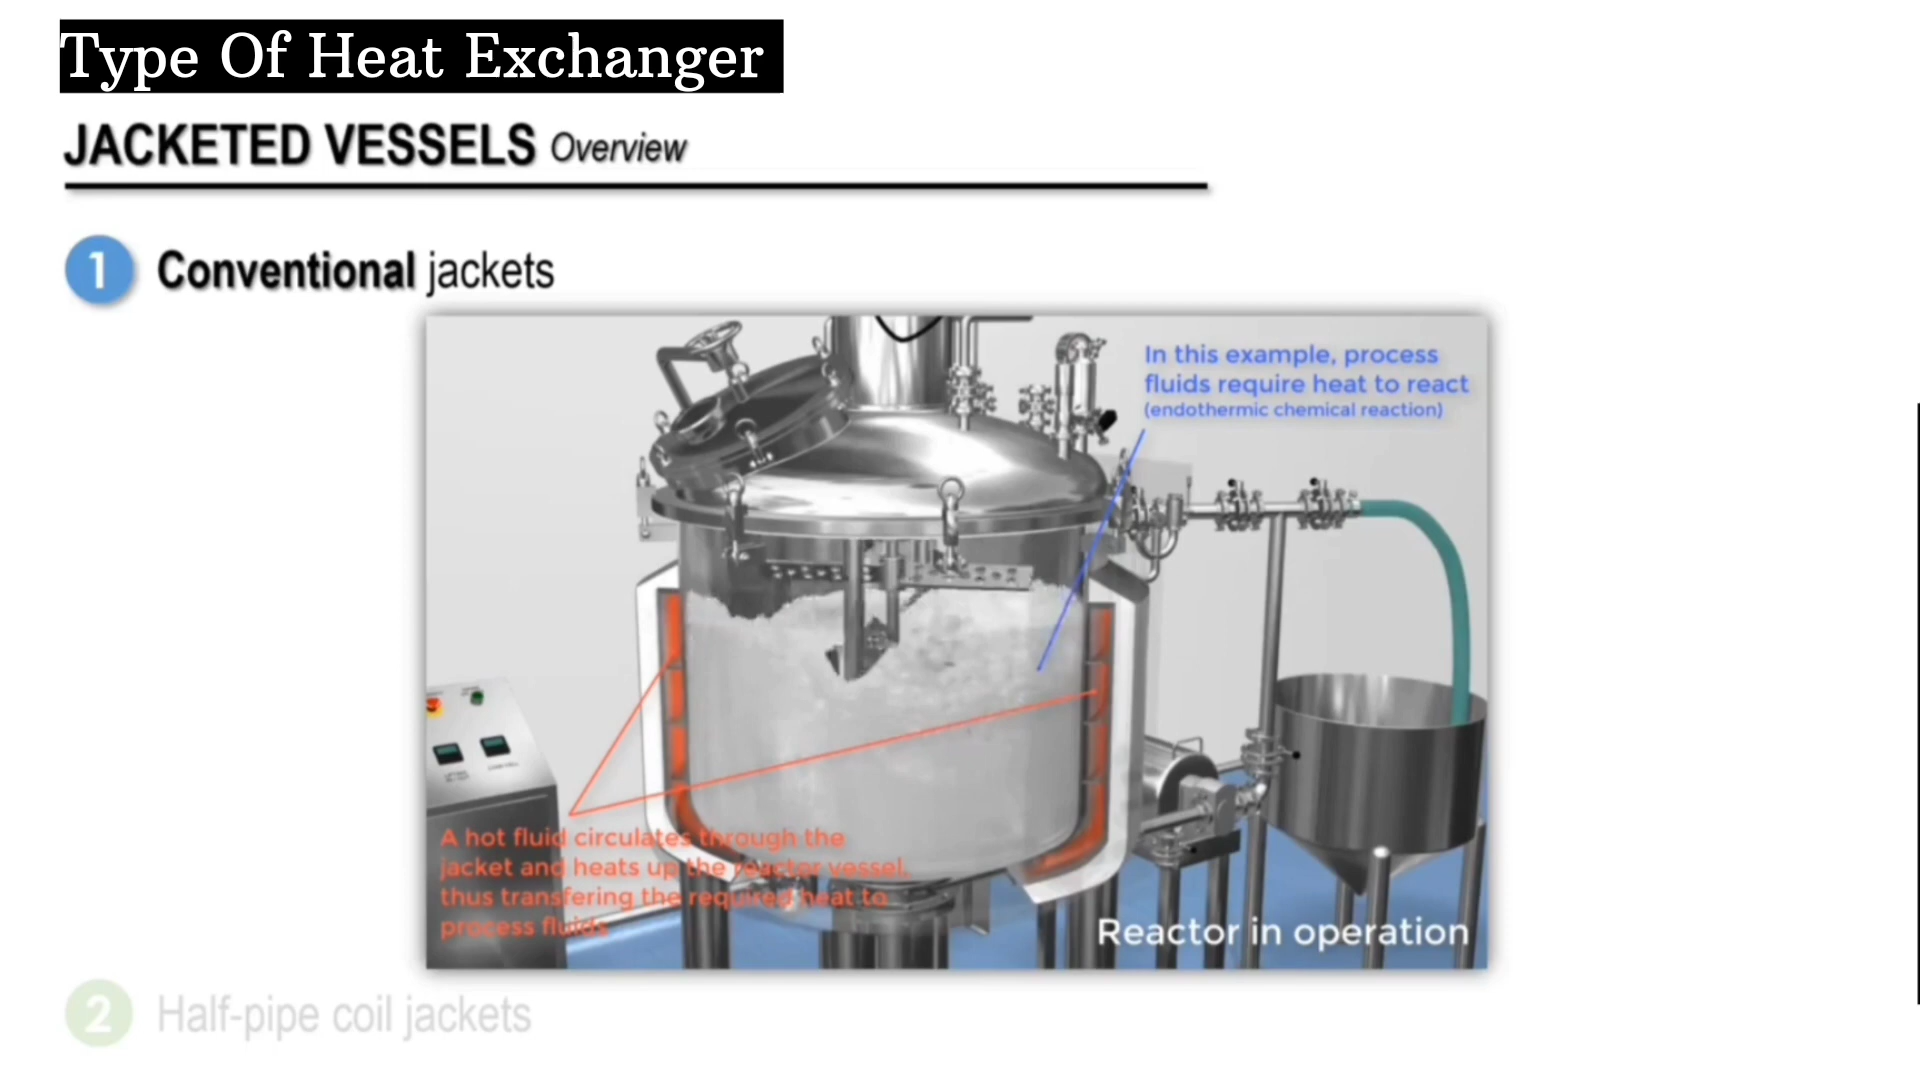 Type Of Heat Exchanger
JACKETED VESSELS Overview
1 Conventional jackets
In this example, process
fluids require heat to react
(endothermic chemical reaction)
A hot fluid circulates through the
jacket and heats up the reactor vessel,
thus transfering the required heat to
process fluids
Reactor in operation
2 Half-pipe coil jackets